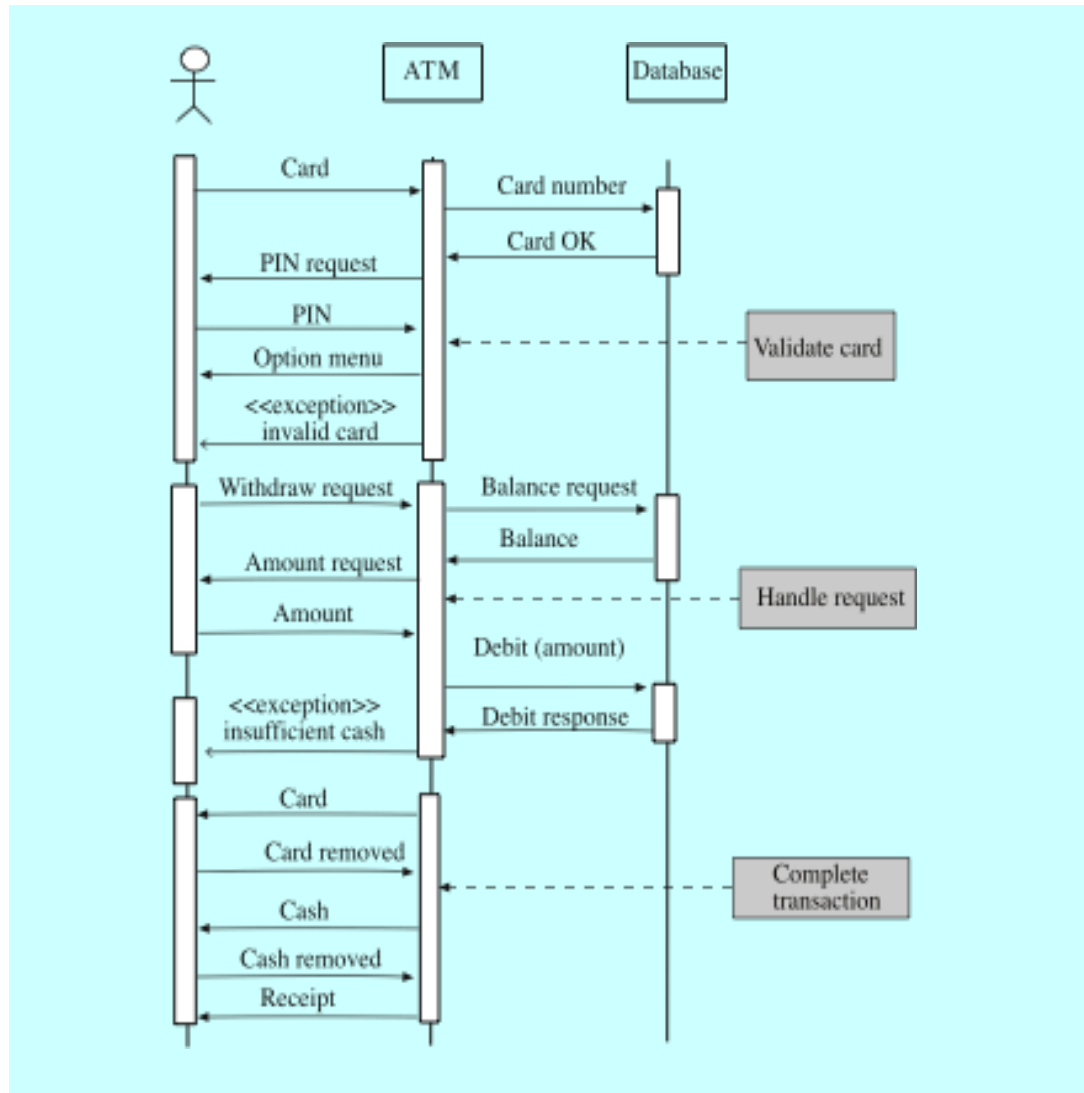 ATM
Database
Card
Card number
Card OK
PIN request
PIN
Validate card
Option menu
<<exception>>
invalid card
Withdraw request
Balance request
Balance
Amount request
Handle request
Amount
Debit (amount)
<<exception>>
insufficient cash
Debit response
Card
Card removed
Complete
transaction
Cash
Cash removed
Receipt